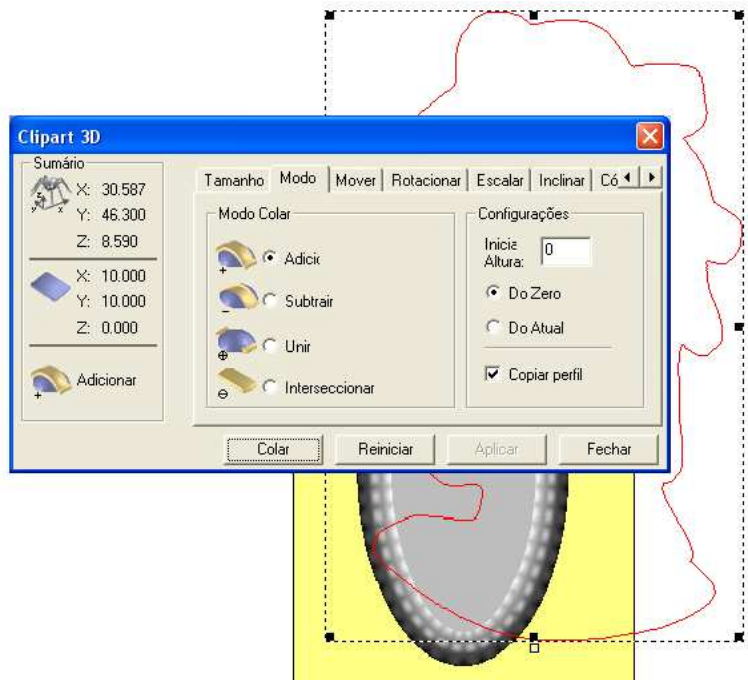 Clipart 3D
Sumário
X: 30.587
Y: 46.300
Z: 8.590
X: 10.000
Y: 10.000
Z: 0.000
Adicionar
Tamanho Modo Mover Rotacionar Escalar Inclinar Có
Modo Colar
Adicic
Subtrair
Unir
Interseccionar
Configurações
Inicia
Altura: 0
Do Zero
Do Atual
Copiar perfil
Colar Reiniciar Aplicar Fechar